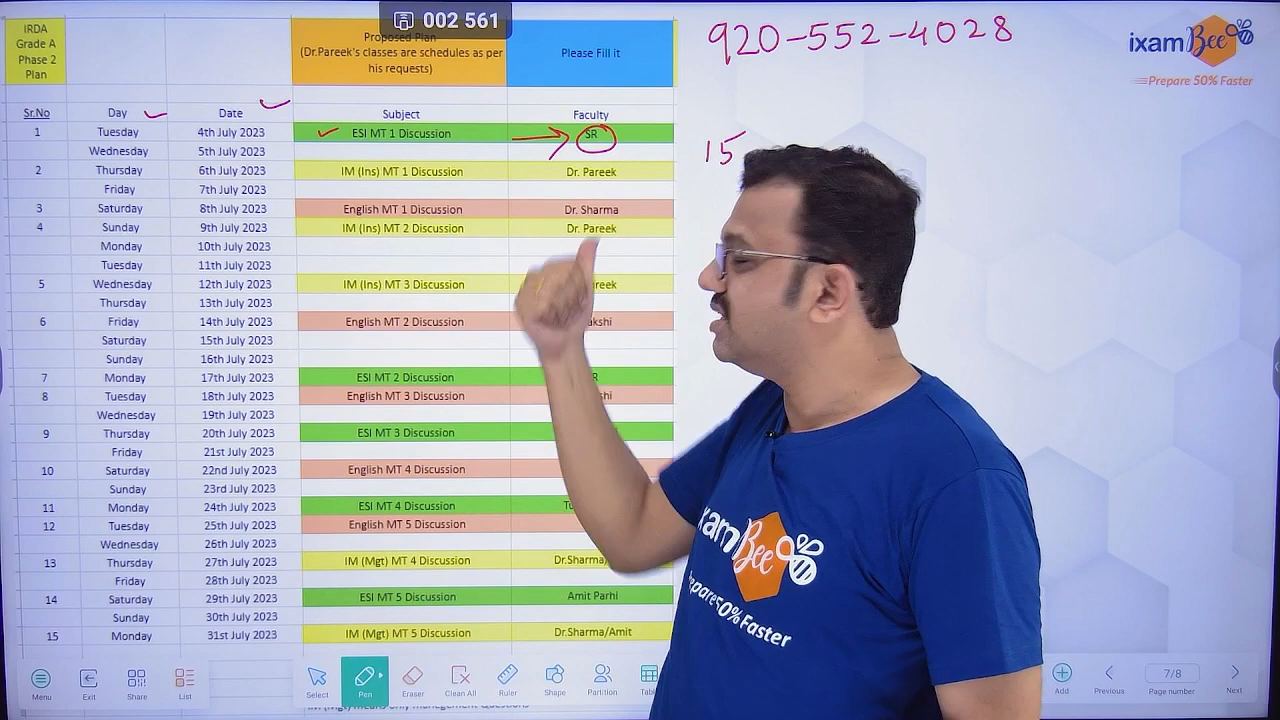 002 561
IRDA
Grade A
Phase 2
Plan
Proposed Plan
(Dr.Pareek's classes are schedules as per
his requests)
Please Fill it
920-552-4028
ixamBee
Prepare 50% Faster
Sr.No Day Date Subject Faculty
1 Tuesday 4th July 2023 ESI MT 1 Discussion SR
Wednesday 5th July 2023
15
2 Thursday 6th July 2023 IM (Ins) MT 1 Discussion Dr. Pareek
Friday 7th July 2023
3 Saturday 8th July 2023 English MT 1 Discussion Dr. Sharma
4 Sunday 9th July 2023 IM (Ins) MT 2 Discussion Dr. Pareek
Monday 10th July 2023
Tuesday 11th July 2023
5 Wednesday 12th July 2023 IM (Ins) MT 3 Discussion
Thursday 13th July 2023
6 Friday 14th July 2023 English MT 2 Discussion
Saturday 15th July 2023
Sunday 16th July 2023
7 Monday 17th July 2023 ESI MT 2 Discussion
8 Tuesday 18th July 2023 English MT 3 Discussion
Wednesday 19th July 2023
9 Thursday 20th July 2023 ESI MT 3 Discussion
Friday 21st July 2023
10 Saturday 22nd July 2023 English MT 4 Discussion
Sunday 23rd July 2023
11 Monday 24th July 2023 ESI MT 4 Discussion
12 Tuesday 25th July 2023 English MT 5 Discussion
Wednesday 26th July 2023
13 Thursday 27th July 2023 IM (Mgt) MT 4 Discussion Dr.Sharma/
Friday 28th July 2023
14 Saturday 29th July 2023 ESI MT 5 Discussion Amit Parhi
Sunday 30th July 2023
15 Monday 31st July 2023 IM (Mgt) MT 5 Discussion Dr.Sharma/Amit
ixamBee
Prepare 50% Faster
Menu Exit Share List Select Pen Eraser Clean All Ruler Shape Partition Table Add Previous 7/8 Page number Next